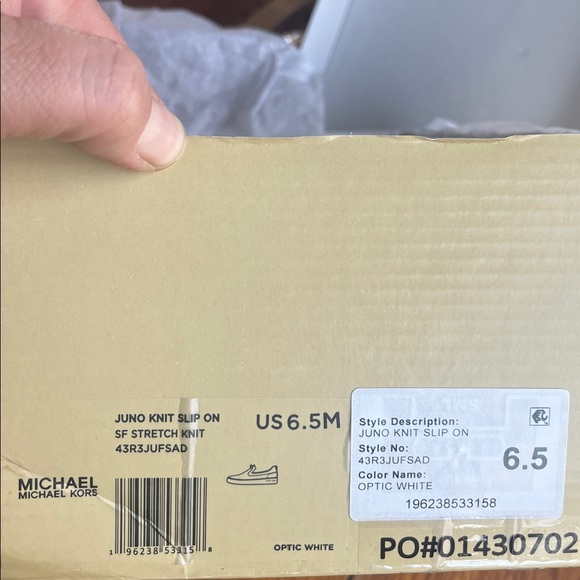 JUNO KNIT SLIP ON
SF STRETCH KNIT
43R3JUFSAD
US 6.5M
MICHAEL
MICHAEL KORS
1 96238 53315 8
OPTIC WHITE
Style Description:
JUNO KNIT SLIP ON
Style No:
43R3JUFSAD
Color Name:
OPTIC WHITE
6.5
196238533158
PO#01430702